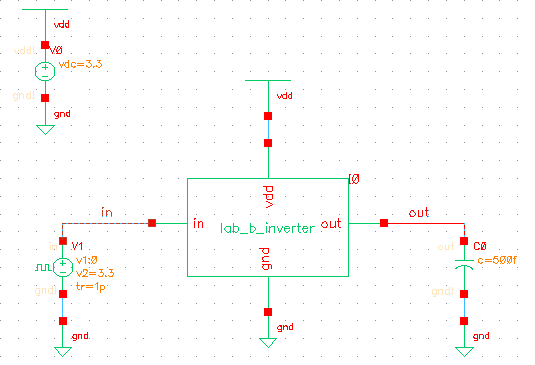 vdd
vdd!
V0
vdc=3.3
gnd!
gnd
vdd
I0
vdd
in
in
lab_b_inverter
out
out
gnd
in
V1
v1:0
v2=3.3
tr=1p
gnd!
gnd
gnd
out
C0
c=500f
gnd!
gnd